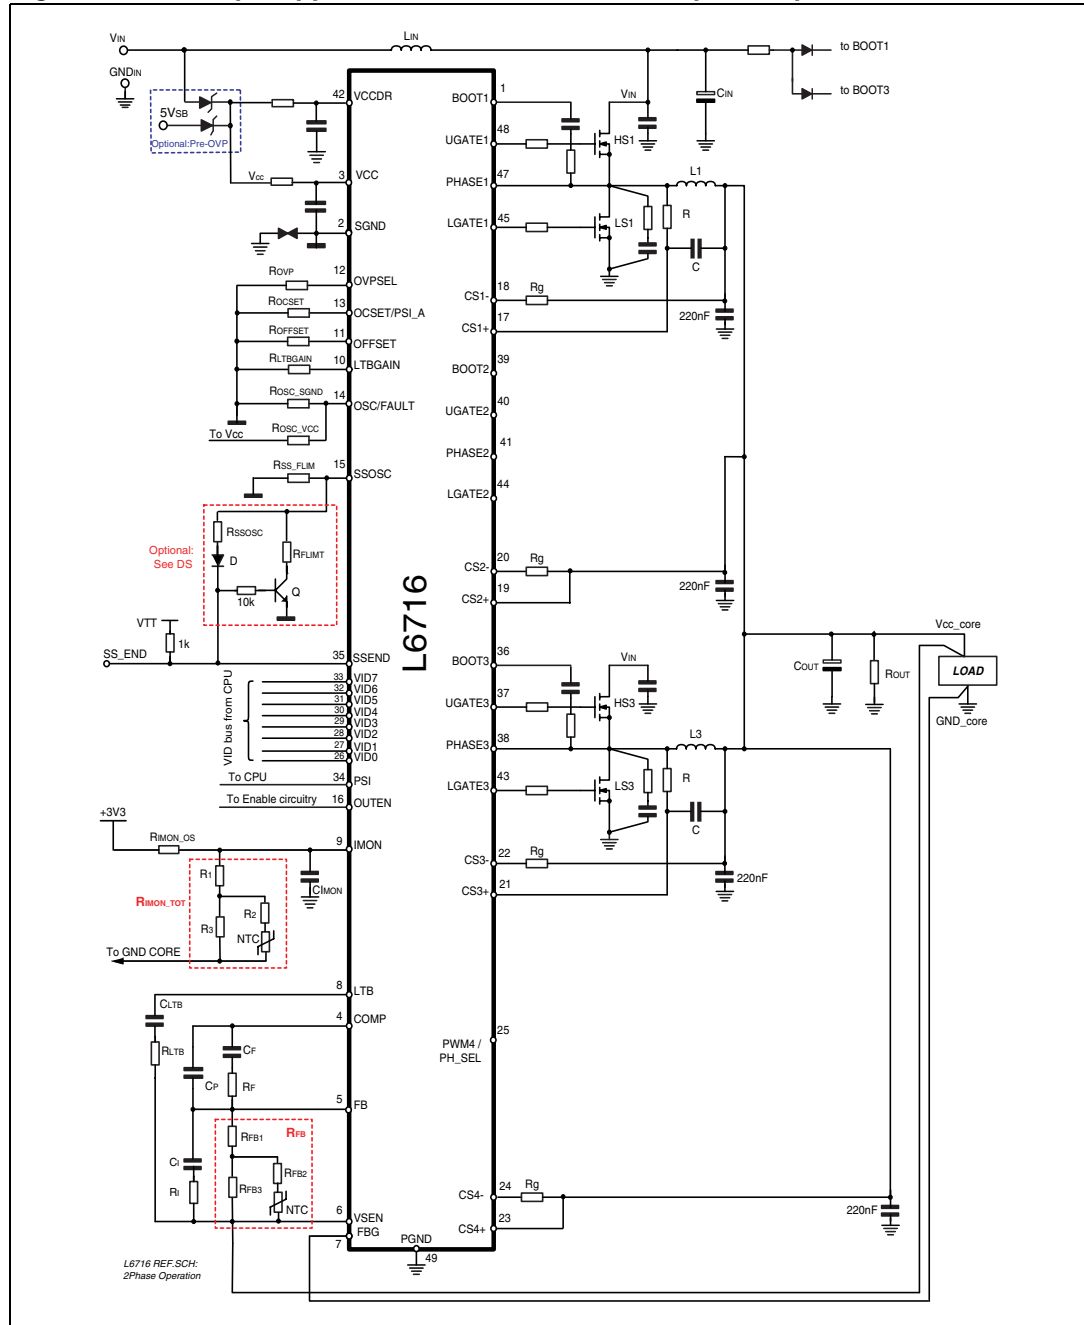 VIN
LIN
to BOOT1
GNDIN
to BOOT3
CIN
5VSB
Optional:Pre-OVP
42 VCCDR
Vcc
3 VCC
2 SGND
ROVP
12 OVPSEL
ROCSET
13 OCSET/PSI_A
ROFFSET
11 OFFSET
RLTBGAIN
10 LTBGAIN
ROSC_SGND
14 OSC/FAULT
To Vcc
ROSC_VCC
RSS_FLIM
15 SSOSC
Optional:
See DS
RSSOSC
D
RFLIMT
10k
Q
VTT
1k
SS_END
35 SSEND
VID bus from CPU
33 VID7
32 VID6
31 VID5
30 VID4
29 VID3
28 VID2
27 VID1
26 VID0
To CPU
34 PSI
To Enable circuitry
16 OUTEN
+3V3
RIMON_OS
9 IMON
R1
CIMON
RIMON_TOT
R2
R3
NTC
To GND CORE
8 LTB
CLTB
4 COMP
RLTB
CF
CP
RF
5 FB
RFB1
RFB
CI
RFB2
RI
RFB3
NTC
6 VSEN
FBG
7
PGND
49
L6716 REF.SCH:
2Phase Operation
L6716
1
BOOT1
VIN
48
UGATE1
HS1
47
PHASE1
L1
45
LGATE1
LS1
R
C
18
CS1-
Rg
17
CS1+
220nF
39
BOOT2
40
UGATE2
41
PHASE2
44
LGATE2
20
CS2-
Rg
19
CS2+
220nF
Vcc_core
COUT
ROUT
LOAD
GND_core
36
BOOT3
VIN
37
UGATE3
HS3
38
PHASE3
L3
43
LGATE3
LS3
R
C
22
CS3-
Rg
21
CS3+
220nF
25
PWM4 /
PH_SEL
24
CS4-
Rg
23
CS4+
220nF